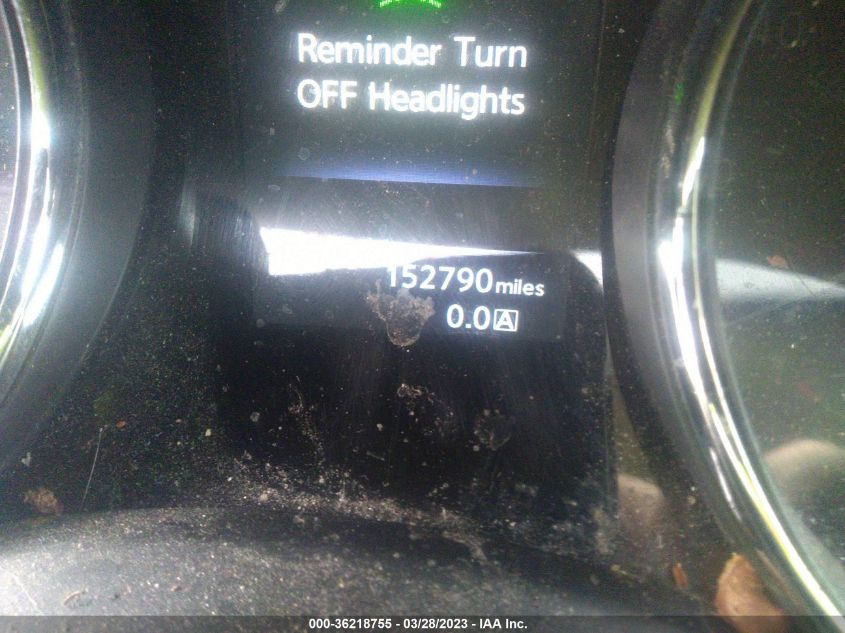 Reminder Turn
OFF Headlights
152790 miles
0.0 A
000-36218755 - 03/28/2023 - IAA Inc.